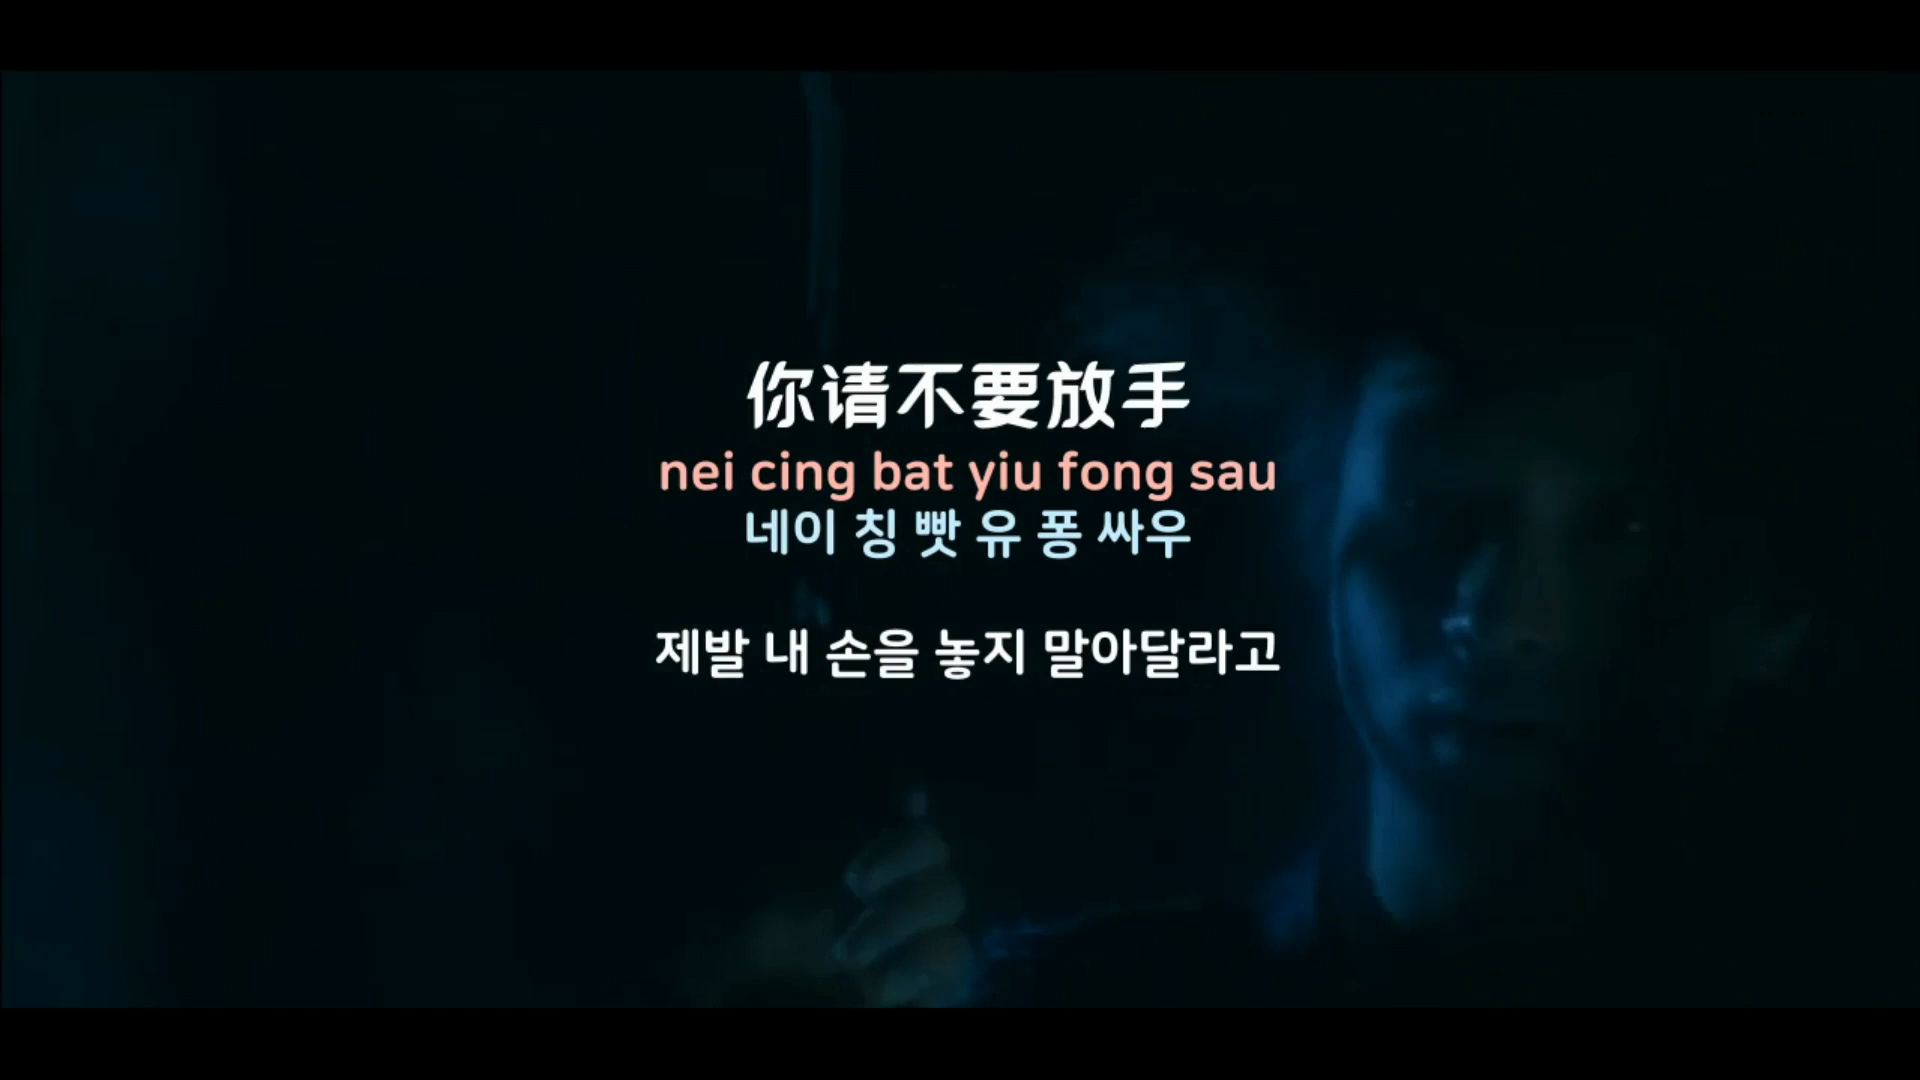 你请不要放手
nei cing bat yiu fong sau
네이 칭 빳 유 퐁 싸우
제발 내 손을 놓지 말아달라고